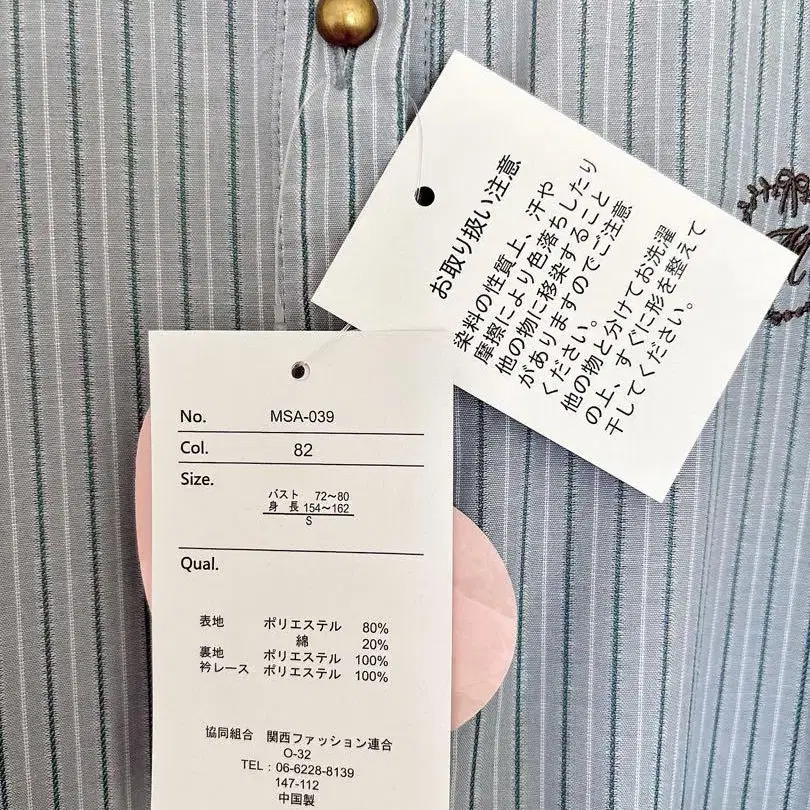 お取り扱い注意
染料の性質上、汗や
摩擦により色落ちしたり
他の物に移染すること
がありますのでご注意
ください。
他の物と分けてお洗濯
の上、すぐに形を整えて
干してください。
No. MSA-039
Col. 82
Size.
バスト 72〜80
身長 154〜162
S
Qual.
表地 ポリエステル 80%
綿 20%
裏地 ポリエステル 100%
衿レース ポリエステル 100%
協同組合 関西ファッション連合
O-32
TEL：06-6228-8139
147-112
中国製